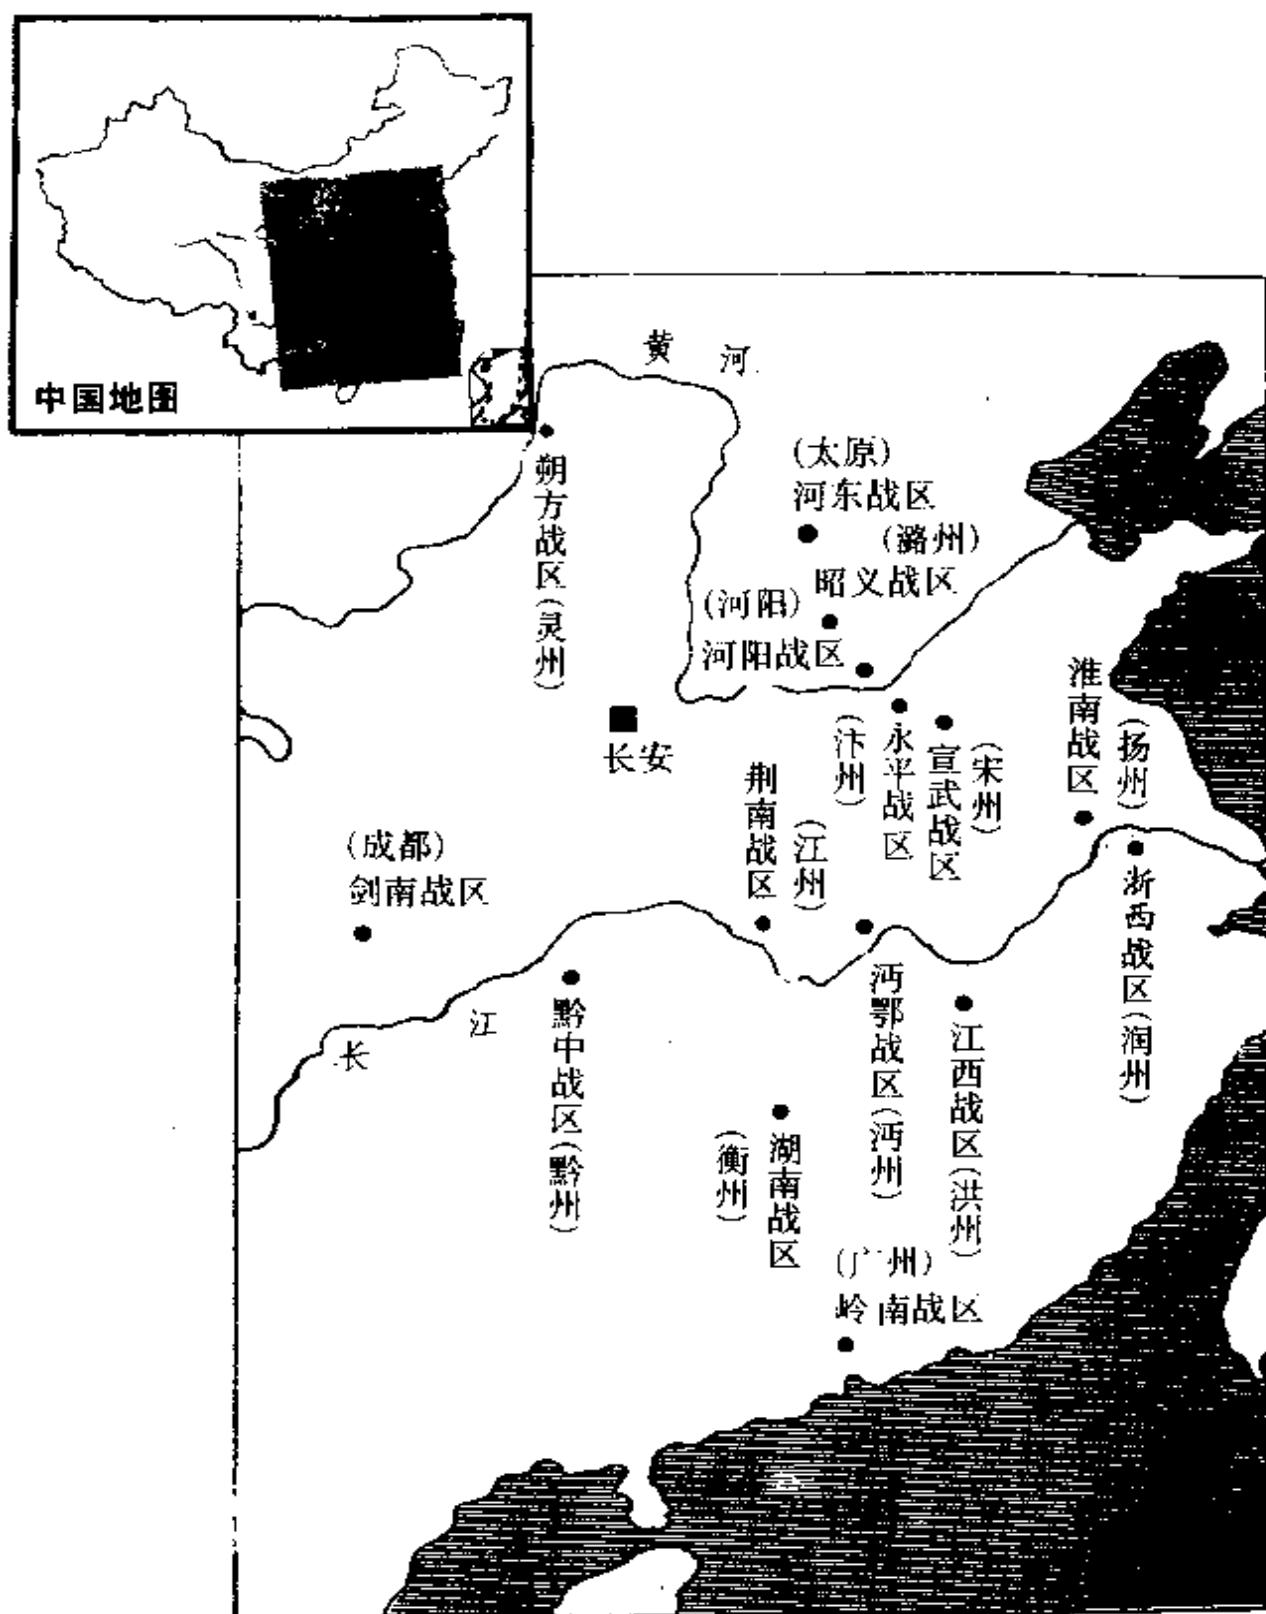 中国地图
黄河
(太原)
河东战区
(潞州)
昭义战区
(河阳)
河阳战区
朔方战区(灵州)
长安
(汴州)
永平战区
宣武战区
(宋州)
淮南战区
(扬州)
荆南战区
(江州)
(成都)
剑南战区
浙西战区(润州)
长江
黔中战区(黔州)
沔鄂战区(沔州)
江西战区(洪州)
(衡州)
湖南战区
(广州)
岭南战区